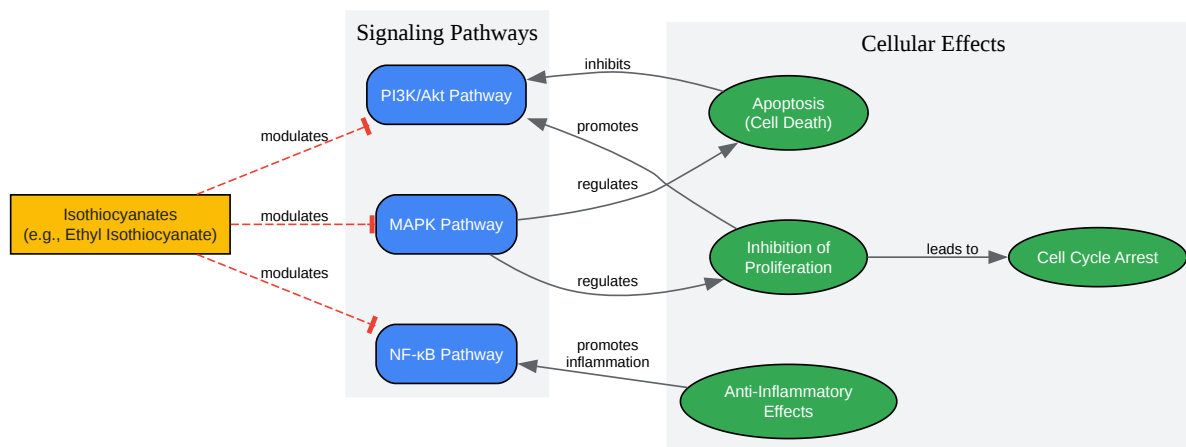 Signaling Pathways
Cellular Effects
inhibits
PI3K/Akt Pathway
Apoptosis
(Cell Death)
promotes
modulates
regulates
Isothiocyanates
(e.g., Ethyl Isothiocyanate)
modulates
MAPK Pathway
Inhibition of
Proliferation
leads to
Cell Cycle Arrest
modulates
regulates
promotes
inflammation
NF-κB Pathway
Anti-Inflammatory
Effects